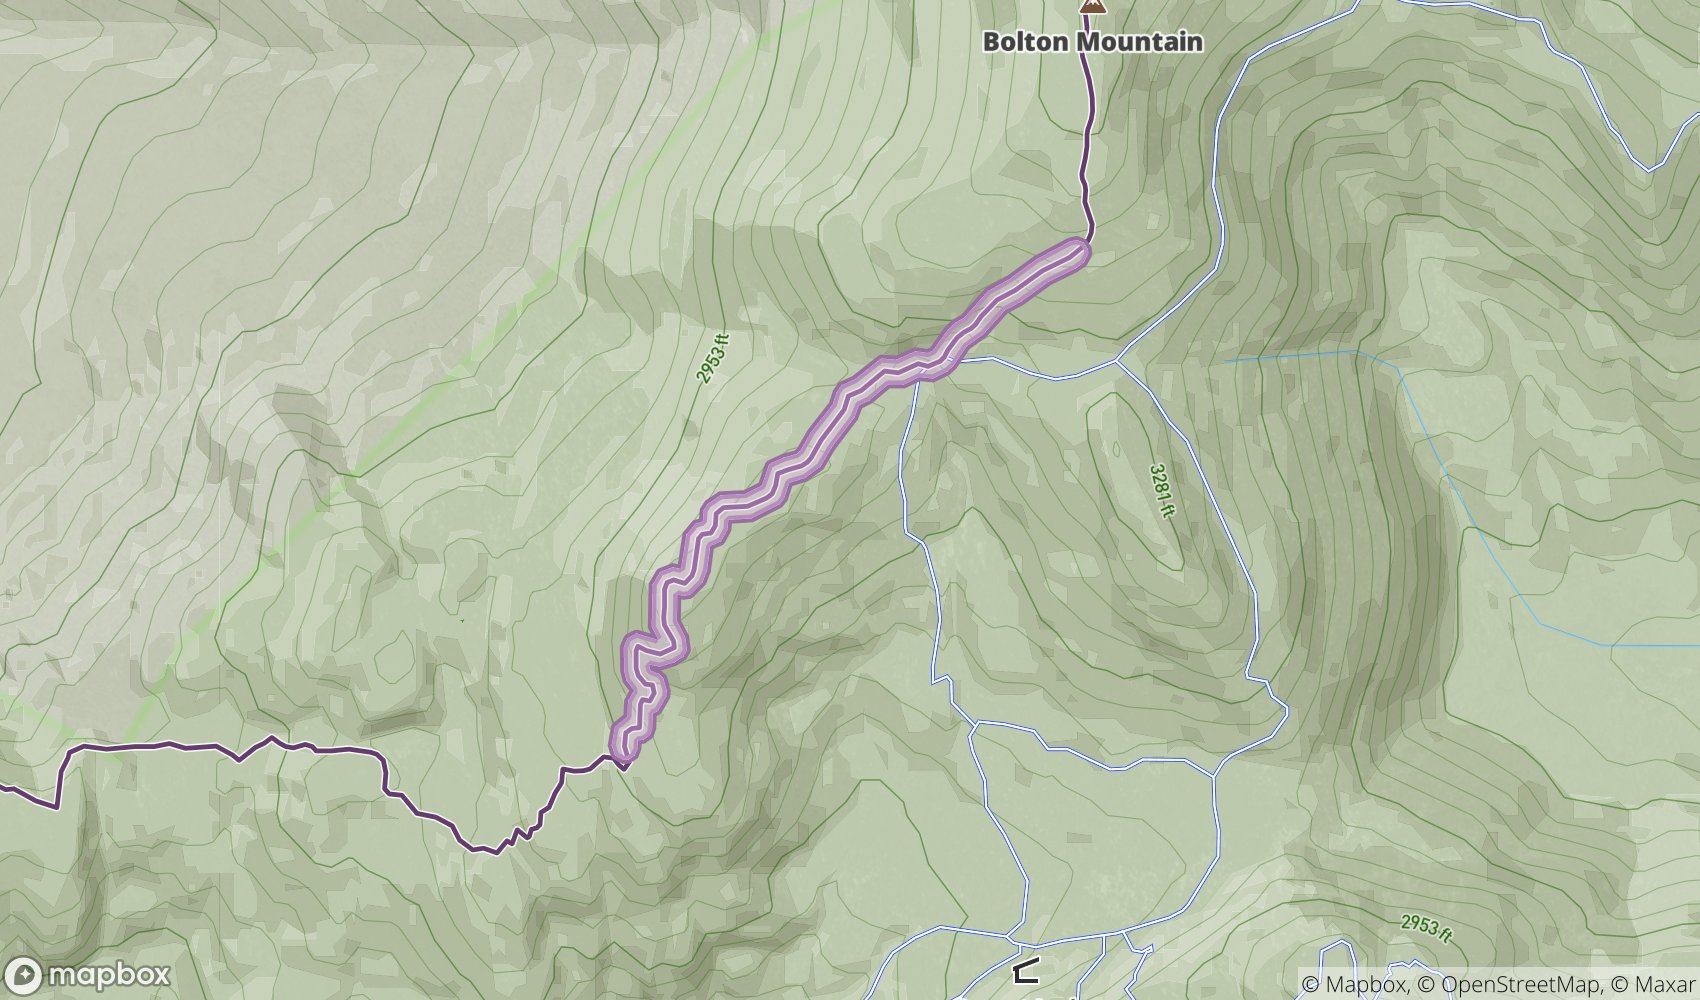 Bolton Mountain
2953 ft
3281 ft
2953 ft
mapbox
© Mapbox, © OpenStreetMap, © Maxar